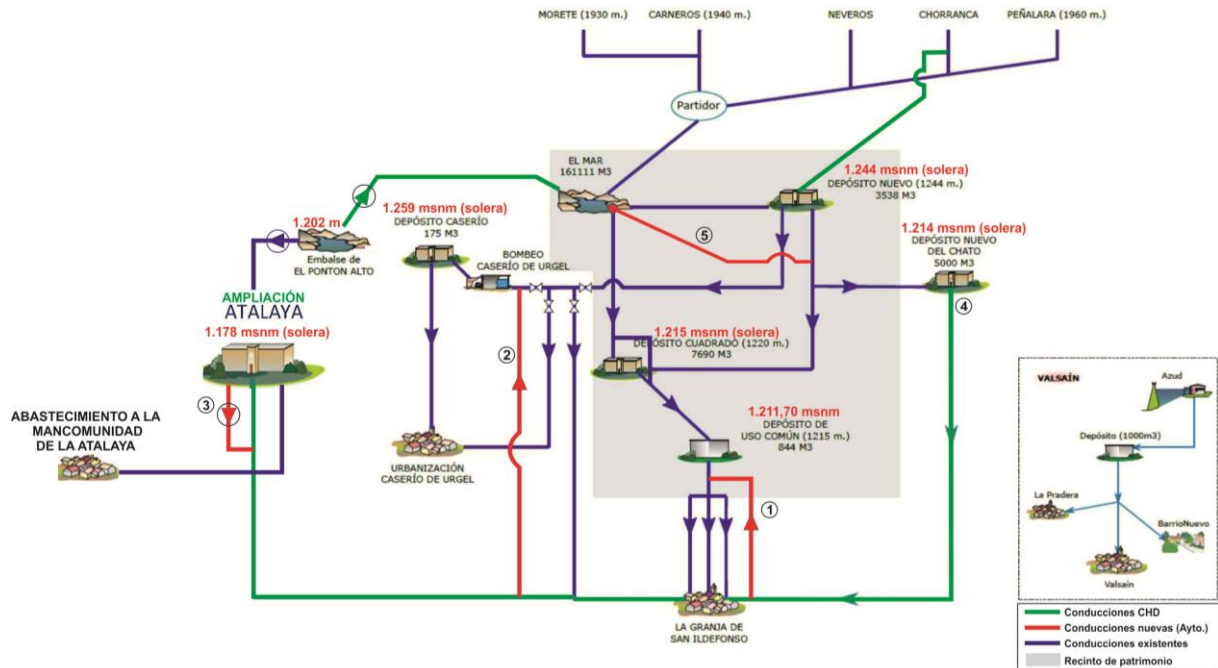 MORETE (1930 m.)
CARNEROS (1940 m.)
NEVEROS
CHORRANCA
PEÑALARA (1960 m.)
Partidor
EL MAR
161111 M3
1.244 msnm (solera)
DEPÓSITO NUEVO (1244 m.)
3538 M3
1.259 msnm (solera)
DEPÓSITO CASERÍO
175 M3
1.202 m
Embalse de
EL PONTON ALTO
BOMBEO
CASERÍO DE URGEL
5
1.214 msnm (solera)
DEPÓSITO NUEVO
DEL CHATO
5000 M3
4
AMPLIACIÓN
ATALAYA
1.178 msnm (solera)
2
1.215 msnm (solera)
DEPÓSITO CUADRADO (1220 m.)
7690 M3
3
ABASTECIMIENTO A LA
MANCOMUNIDAD
DE LA ATALAYA
URBANIZACIÓN
CASERÍO DE URGEL
1.211,70 msnm
DEPÓSITO DE
USO COMÚN (1215 m.)
844 M3
1
LA GRANJA DE
SAN ILDEFONSO
VALSAÍN
Azud
Depósito (1000m3)
La Pradera
BarrioNuevo
Valsaín
Conducciones CHD
Conducciones nuevas (Ayto.)
Conducciones existentes
Recinto de patrimonio